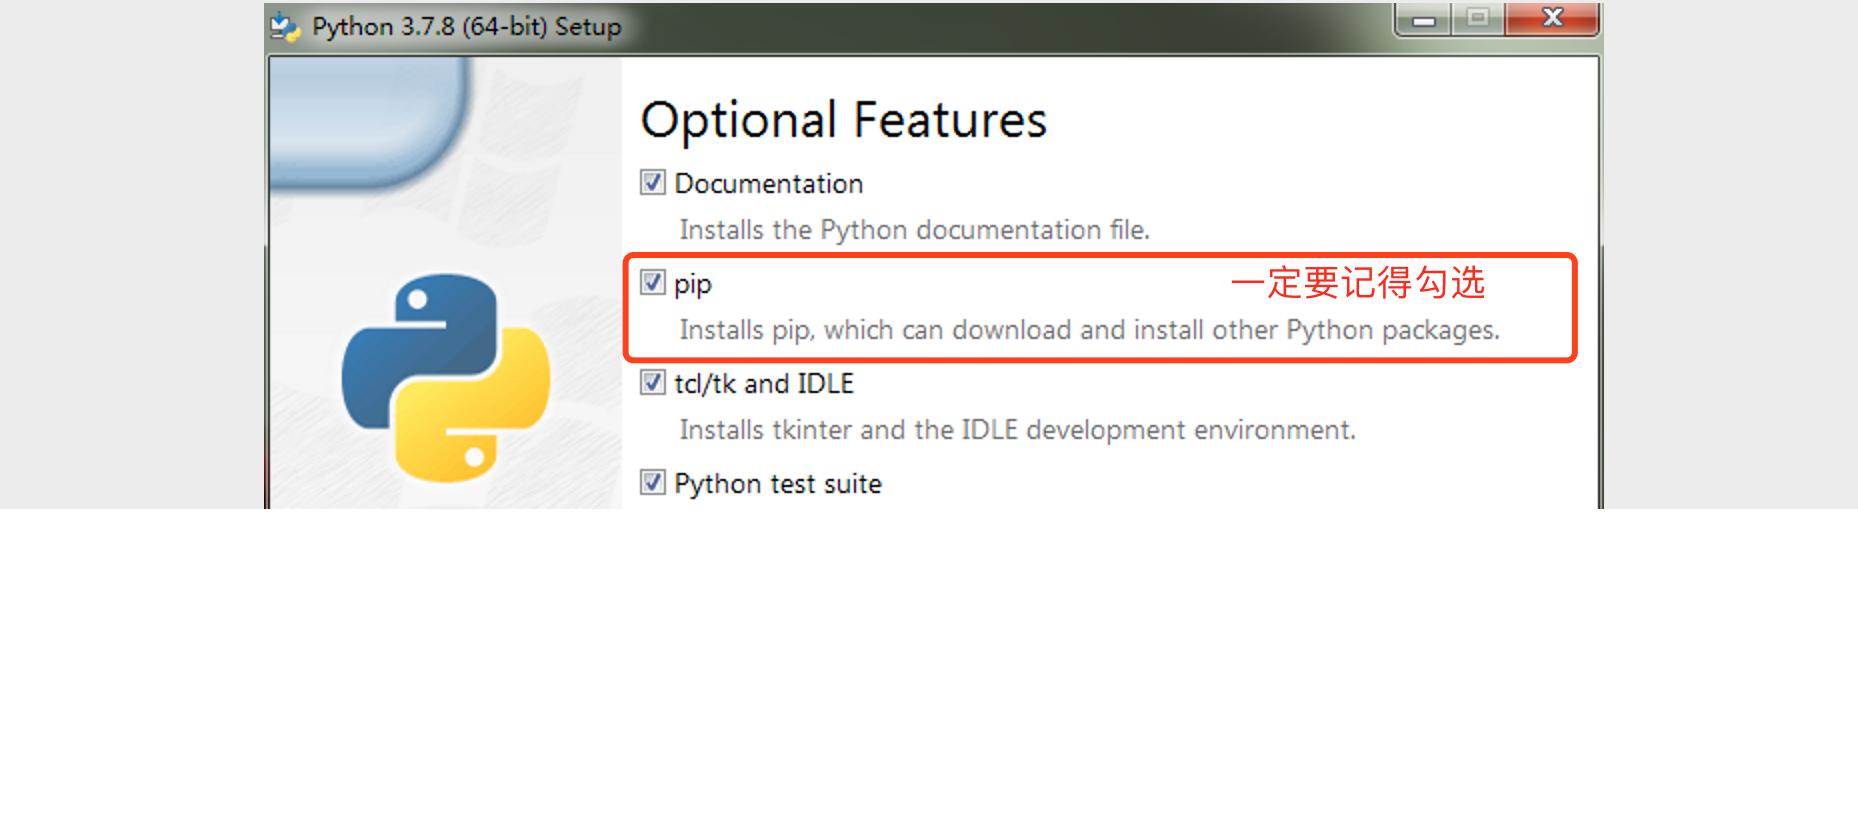 Python 3.7.8 (64-bit) Setup
Optional Features
Documentation
Installs the Python documentation file.
pip
一定要记得勾选
Installs pip, which can download and install other Python packages.
tcl/tk and IDLE
Installs tkinter and the IDLE development environment.
Python test suite